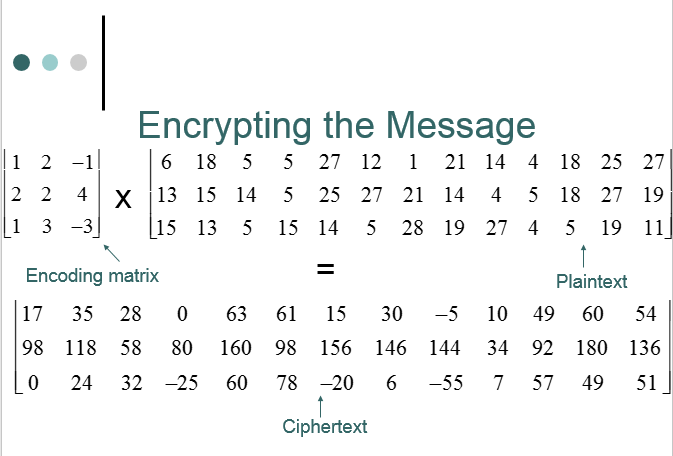 Encrypting the Message
1 2 –1
2 2 4
1 3 –3
x
6 18 5 5 27 12 1 21 14 4 18 25 27
13 15 14 5 25 27 21 14 4 5 18 27 19
15 13 5 15 14 5 28 19 27 4 5 19 11
Encoding matrix
=
Plaintext
17 35 28 0 63 61 15 30 –5 10 49 60 54
98 118 58 80 160 98 156 146 144 34 92 180 136
0 24 32 –25 60 78 –20 6 –55 7 57 49 51
Ciphertext